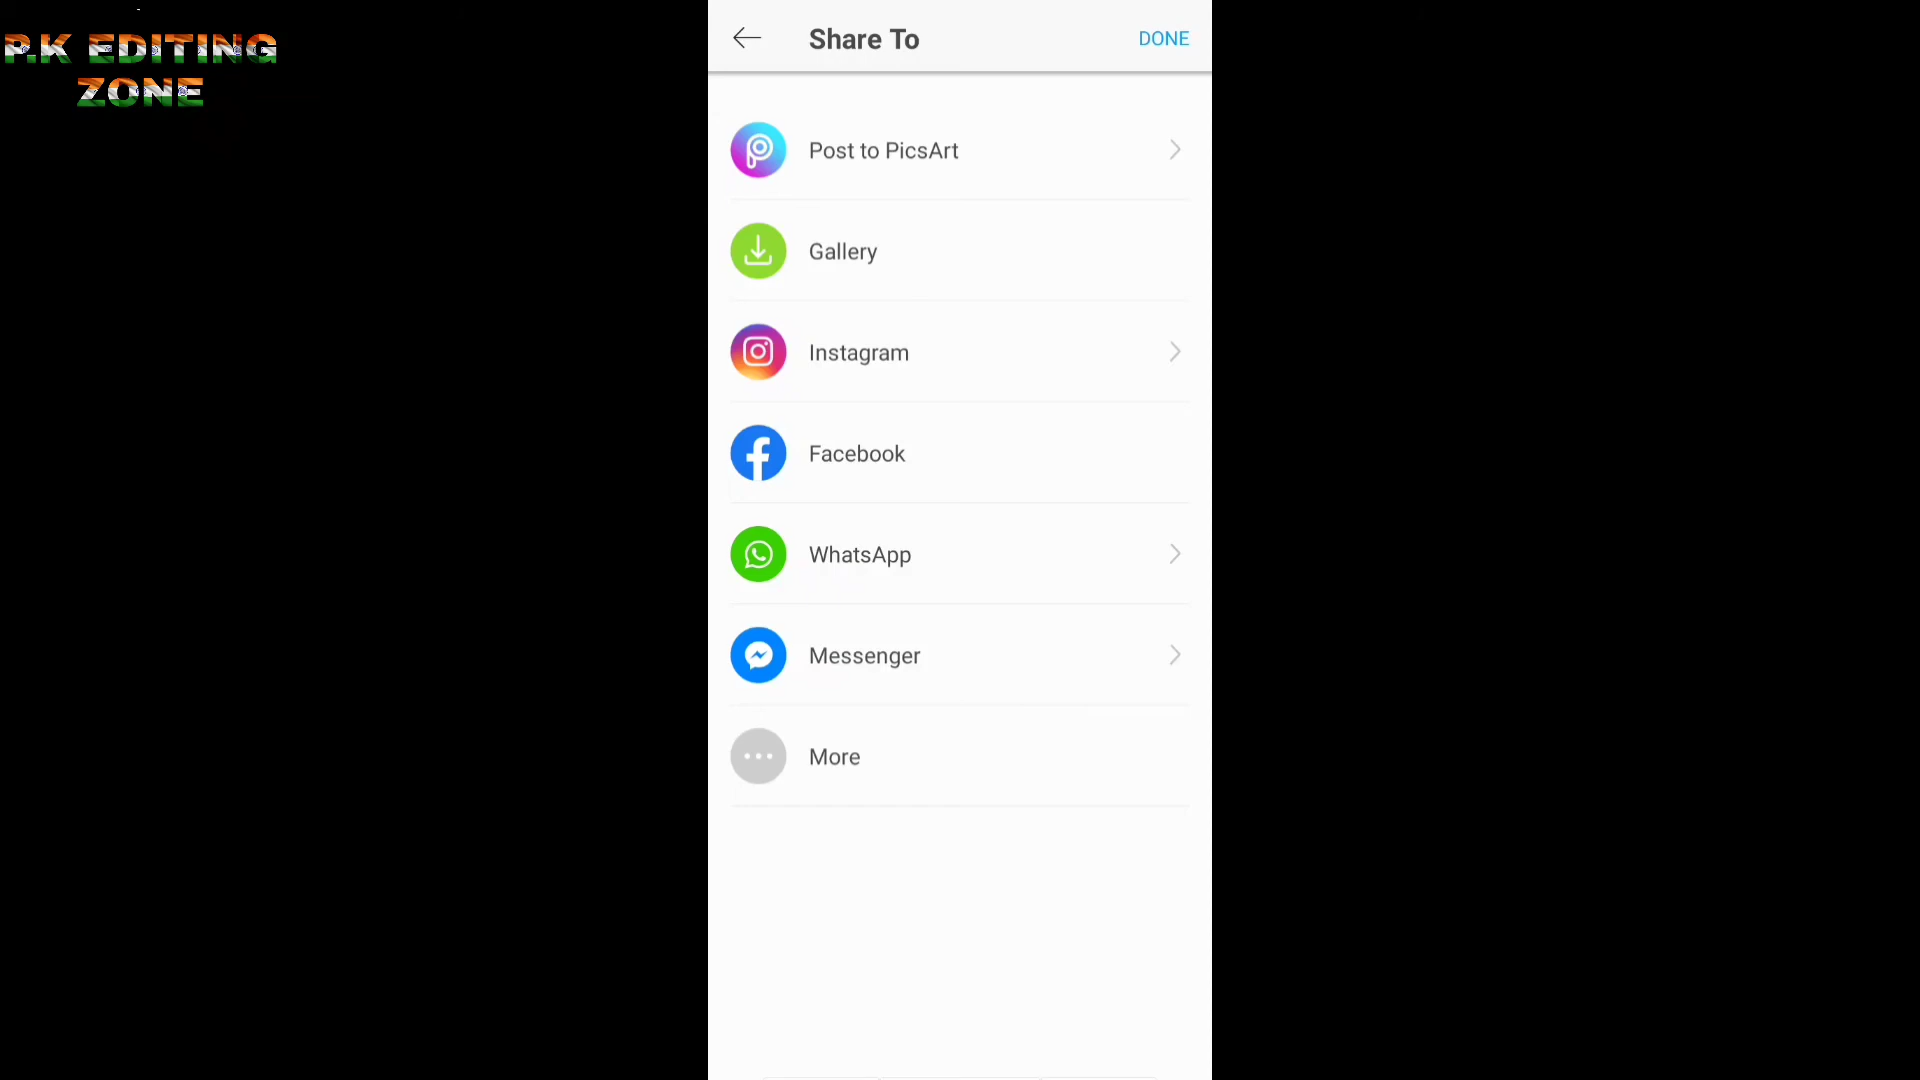 P.K EDITING
ZONE
Share To
DONE
Post to PicsArt
Gallery
Instagram
Facebook
WhatsApp
Messenger
More